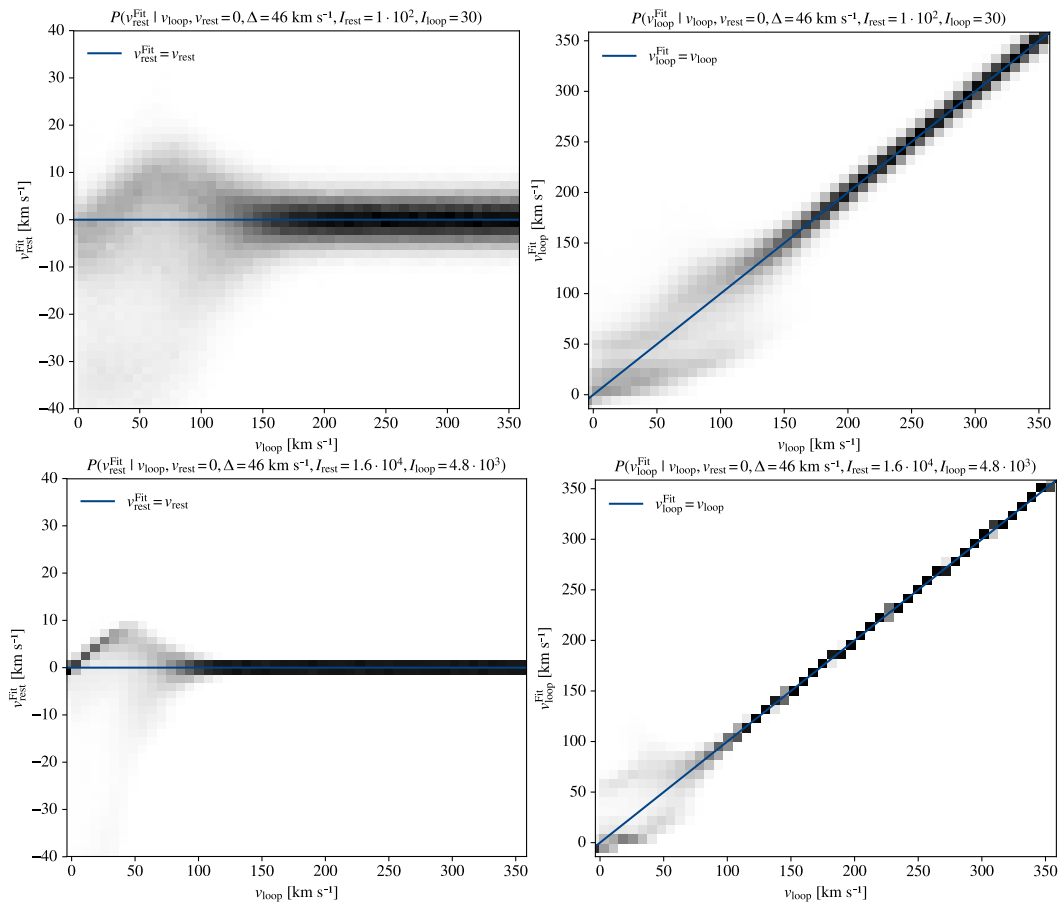 P(v_rest^Fit | v_loop, v_rest = 0, Δ = 46 km s⁻¹, I_rest = 1 · 10², I_loop = 30)
40
30
20
10
0
−10
−20
−30
−40
v_rest^Fit [km s⁻¹]
v_rest^Fit = v_rest
0 50 100 150 200 250 300 350
v_loop [km s⁻¹]
P(v_loop^Fit | v_loop, v_rest = 0, Δ = 46 km s⁻¹, I_rest = 1 · 10², I_loop = 30)
350
300
250
200
150
100
50
0
v_loop^Fit [km s⁻¹]
v_loop^Fit = v_loop
0 50 100 150 200 250 300 350
v_loop [km s⁻¹]
P(v_rest^Fit | v_loop, v_rest = 0, Δ = 46 km s⁻¹, I_rest = 1.6 · 10⁴, I_loop = 4.8 · 10³)
40
30
20
10
0
−10
−20
−30
−40
v_rest^Fit [km s⁻¹]
v_rest^Fit = v_rest
0 50 100 150 200 250 300 350
v_loop [km s⁻¹]
P(v_loop^Fit | v_loop, v_rest = 0, Δ = 46 km s⁻¹, I_rest = 1.6 · 10⁴, I_loop = 4.8 · 10³)
350
300
250
200
150
100
50
0
v_loop^Fit [km s⁻¹]
v_loop^Fit = v_loop
0 50 100 150 200 250 300 350
v_loop [km s⁻¹]